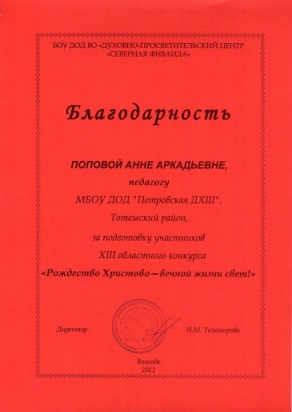 БОУ ДОД ВО «ДУХОВНО-ПРОСВЕТИТЕЛЬСКИЙ ЦЕНТР
«СЕВЕРНАЯ ФИВАИДА»
Благодарность
ПОПОВОЙ АННЕ АРКАДЬЕВНЕ,
педагогу
МБОУ ДОД "Петровская ДХШ",
Тотемский район,
за подготовку участников
XIII областного конкурса
«Рождество Христово – вечной жизни свет!»
Директор Н.М. Тихомирова
Вологда
2012